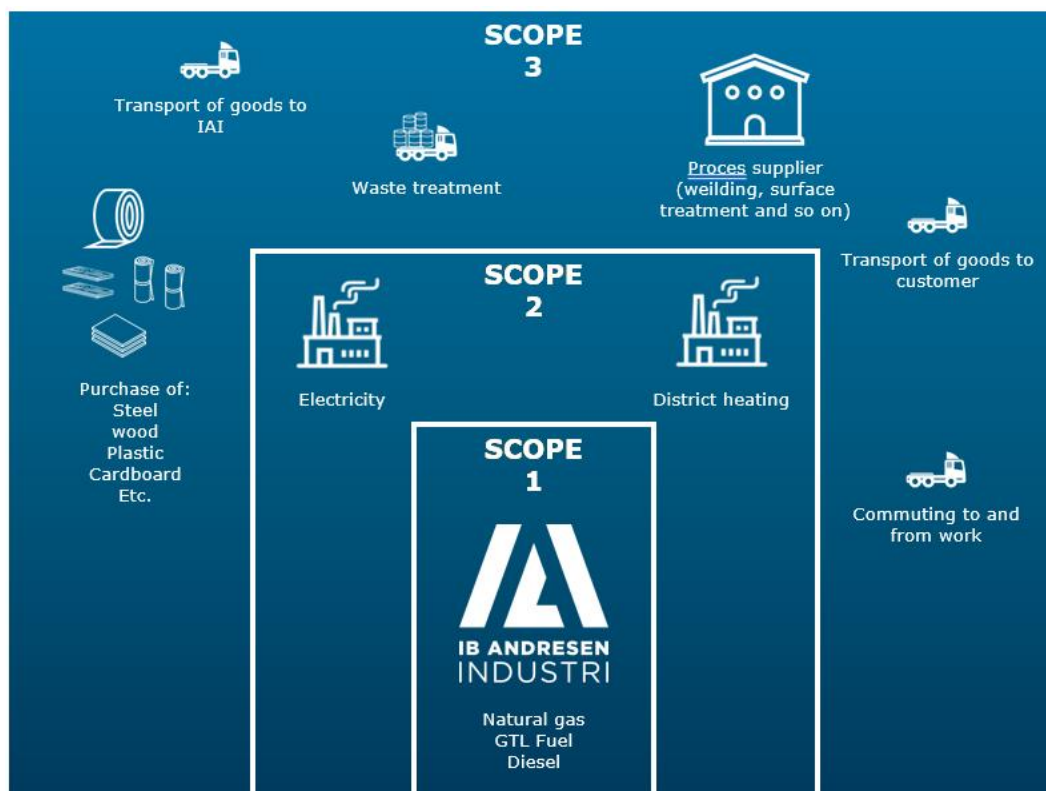 SCOPE
3
Transport of goods to
IAI
Waste treatment
Proces supplier
(weilding, surface
treatment and so on)
Transport of goods to
customer
Purchase of:
Steel
wood
Plastic
Cardboard
Etc.
Commuting to and
from work
SCOPE
2
Electricity
District heating
SCOPE
1
IB ANDRESEN
INDUSTRI
Natural gas
GTL Fuel
Diesel